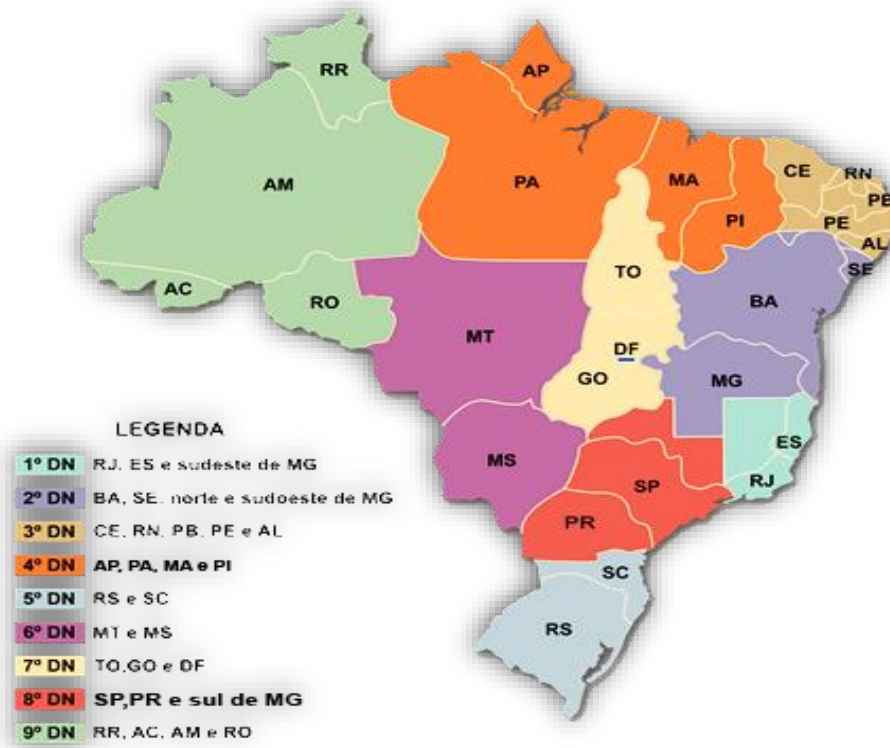 RR
AP
AM
PA
MA
CE
RN
PB
PI
PE
AL
SE
AC
RO
TO
BA
MT
DF
GO
MG
ES
MS
SP
RJ
PR
SC
RS
LEGENDA
1º DN RJ, ES e sudeste de MG
2º DN BA, SE, norte e sudoeste de MG
3º DN CE, RN, PB, PE e AL
4º DN AP, PA, MA e PI
5º DN RS e SC
6º DN MT e MS
7º DN TO,GO e DF
8º DN SP,PR e sul de MG
9º DN RR, AC, AM e RO